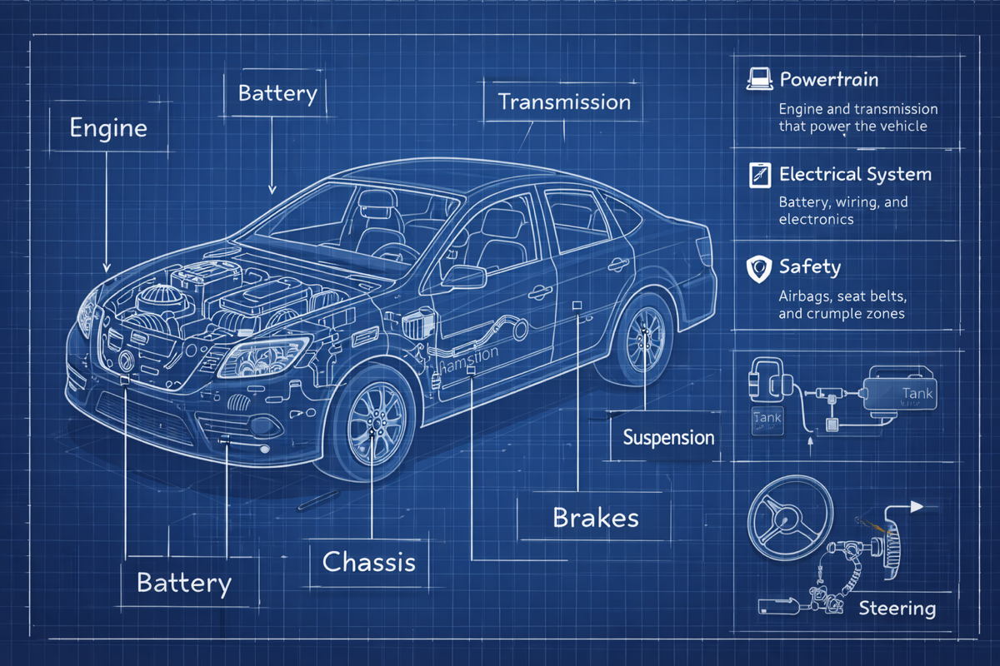 Engine
Battery
Transmission
Battery
Chassis
Brakes
Suspension
Powertrain
Engine and transmission
that power the vehicle
Electrical System
Battery, wiring, and
electronics
Safety
Airbags, seat belts,
and crumple zones
Tank
Tank
Steering